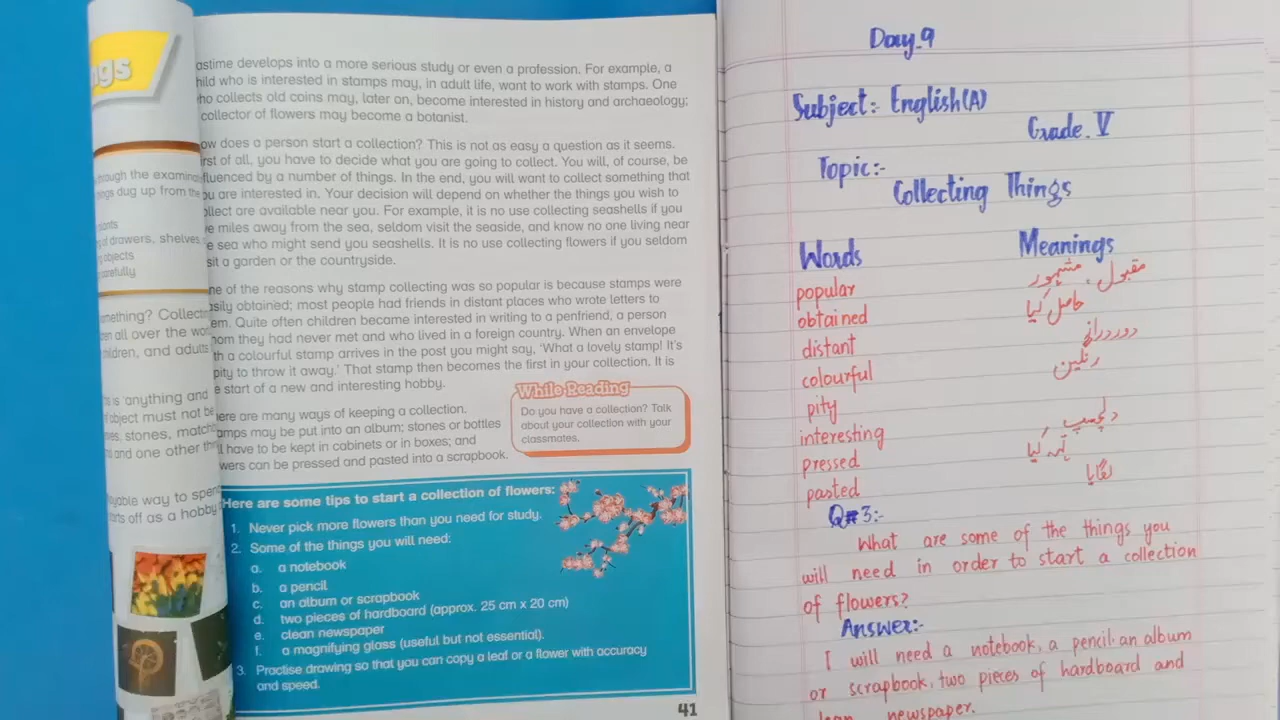 ngs
through the examinat
ngs dug up from the
plants
of drawers, shelves
g objects
carefully
omething? Collecti
en all over the wor
hildren, and adults
is 'anything and
object must not be
es, stones, match
and one other th
yable way to spen
arts off as a hobby
astime develops into a more serious study or even a profession. For example, a
hild who is interested in stamps may, in adult life, want to work with stamps. One
ho collects old coins may, later on, become interested in history and archaeology;
collector of flowers may become a botanist.
ow does a person start a collection? This is not as easy a question as it seems.
irst of all, you have to decide what you are going to collect. You will, of course, be
fluenced by a number of things. In the end, you will want to collect something that
ou are interested in. Your decision will depend on whether the things you wish to
ollect are available near you. For example, it is no use collecting seashells if you
e miles away from the sea, seldom visit the seaside, and know no one living near
e sea who might send you seashells. It is no use collecting flowers if you seldom
sit a garden or the countryside.
ne of the reasons why stamp collecting was so popular is because stamps were
asily obtained; most people had friends in distant places who wrote letters to
em. Quite often children became interested in writing to a penfriend, a person
hom they had never met and who lived in a foreign country. When an envelope
th a colourful stamp arrives in the post you might say, 'What a lovely stamp! It's
pity to throw it away.' That stamp then becomes the first in your collection. It is
e start of a new and interesting hobby.
ere are many ways of keeping a collection.
amps may be put into an album; stones or bottles
ll have to be kept in cabinets or in boxes; and
wers can be pressed and pasted into a scrapbook.
While Reading
Do you have a collection? Talk
about your collection with your
classmates.
Here are some tips to start a collection of flowers:
1. Never pick more flowers than you need for study.
2. Some of the things you will need:
a. a notebook
b. a pencil
c. an album or scrapbook
d. two pieces of hardboard (approx. 25 cm x 20 cm)
e. clean newspaper
f. a magnifying glass (useful but not essential).
3. Practise drawing so that you can copy a leaf or a flower with accuracy
and speed.
41
Day_9
Subject:- English(A)
Grade. V
Topic:-
Collecting Things
Words Meanings
popular مقبول، مشہور
obtained حاصل کیا
distant دوردراز
colourful رنگین
pity
interesting دلچسپ
pressed تہہ کیا
pasted لگایا
Q#3:-
What are some of the things you
will need in order to start a collection
of flowers?
Answer:-
I will need a notebook, a pencil. an album
or scrapbook, two pieces of hardboard and
newspaper.